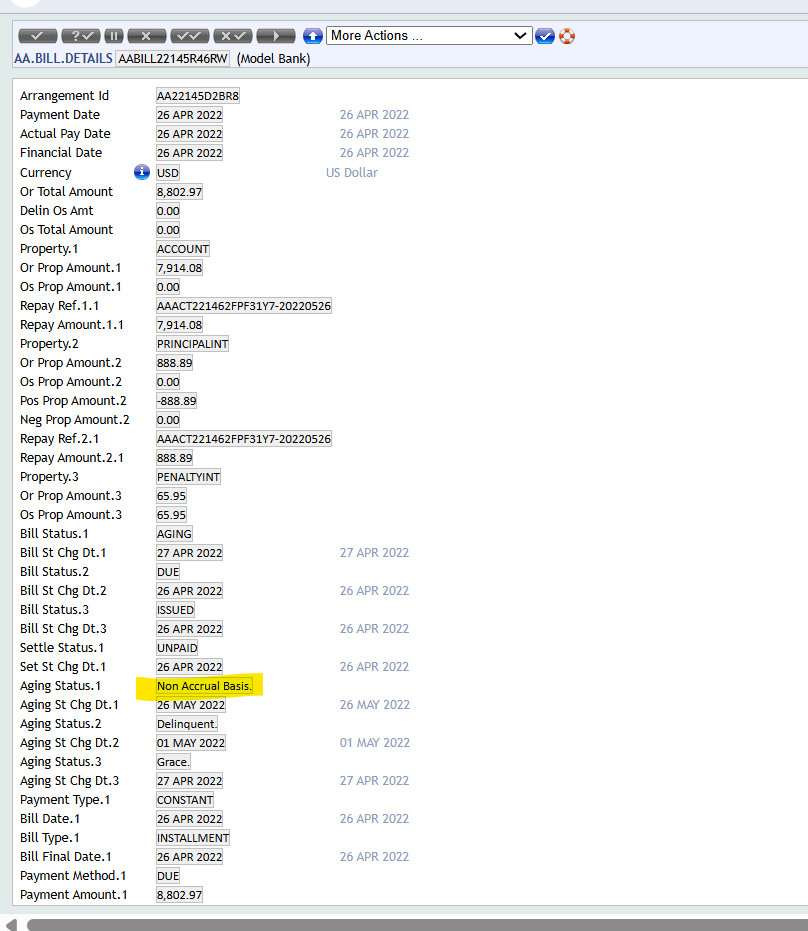 More Actions ...
AA.BILL.DETAILS AABILL22145R46RW (Model Bank)
Arrangement Id AA22145D2BR8
Payment Date 26 APR 2022 26 APR 2022
Actual Pay Date 26 APR 2022 26 APR 2022
Financial Date 26 APR 2022 26 APR 2022
Currency USD US Dollar
Or Total Amount 8,802.97
Delin Os Amt 0.00
Os Total Amount 0.00
Property.1 ACCOUNT
Or Prop Amount.1 7,914.08
Os Prop Amount.1 0.00
Repay Ref.1.1 AAACT221462FPF31Y7-20220526
Repay Amount.1.1 7,914.08
Property.2 PRINCIPALINT
Or Prop Amount.2 888.89
Os Prop Amount.2 0.00
Pos Prop Amount.2 -888.89
Neg Prop Amount.2 0.00
Repay Ref.2.1 AAACT221462FPF31Y7-20220526
Repay Amount.2.1 888.89
Property.3 PENALTYINT
Or Prop Amount.3 65.95
Os Prop Amount.3 65.95
Bill Status.1 AGING
Bill St Chg Dt.1 27 APR 2022 27 APR 2022
Bill Status.2 DUE
Bill St Chg Dt.2 26 APR 2022 26 APR 2022
Bill Status.3 ISSUED
Bill St Chg Dt.3 26 APR 2022 26 APR 2022
Settle Status.1 UNPAID
Set St Chg Dt.1 26 APR 2022 26 APR 2022
Aging Status.1 Non Accrual Basis.
Aging St Chg Dt.1 26 MAY 2022 26 MAY 2022
Aging Status.2 Delinquent.
Aging St Chg Dt.2 01 MAY 2022 01 MAY 2022
Aging Status.3 Grace.
Aging St Chg Dt.3 27 APR 2022 27 APR 2022
Payment Type.1 CONSTANT
Bill Date.1 26 APR 2022 26 APR 2022
Bill Type.1 INSTALLMENT
Bill Final Date.1 26 APR 2022 26 APR 2022
Payment Method.1 DUE
Payment Amount.1 8,802.97